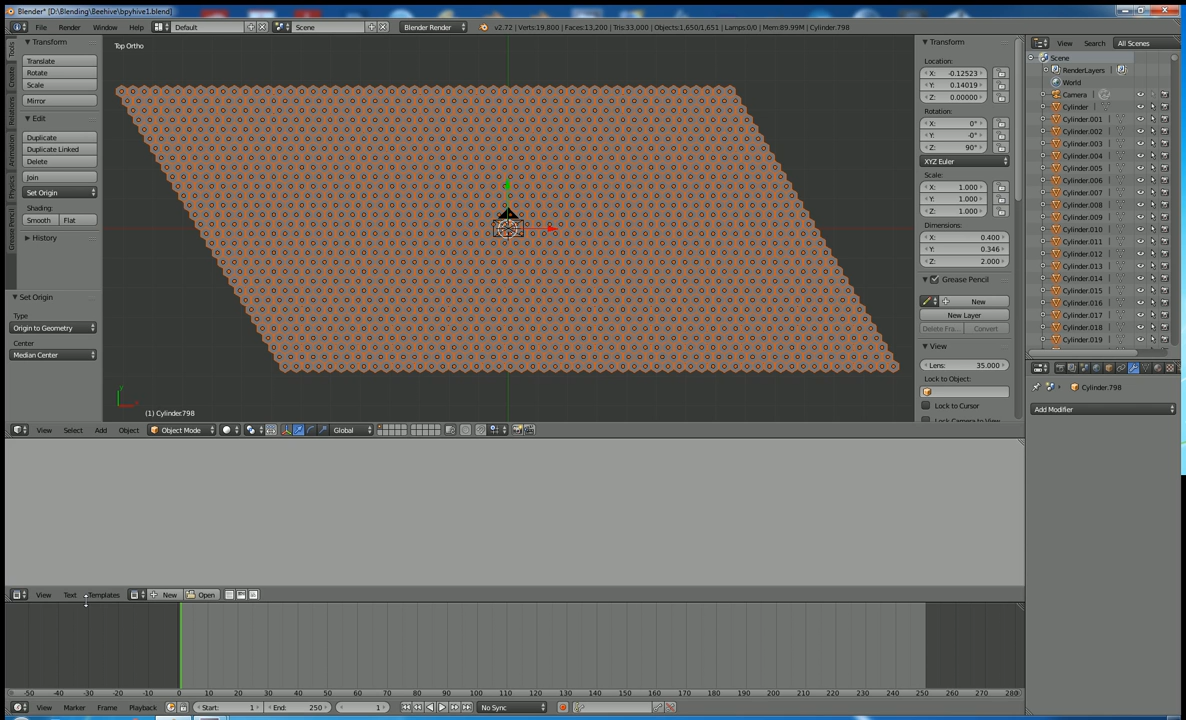 Blender* [D:\Blending\Beehive\bpyhive1.blend]
File Render Window Help Default Scene Blender Render v2.72 | Verts:19,800 | Faces:13,200 | Tris:33,000 | Objects:1,650/1,651 | Lamps:0/0 | Mem:89.99M | Cylinder.798
Tools
Create
Relations
Animation
Physics
Grease Pencil
Transform
Translate
Rotate
Scale
Mirror
Edit
Duplicate
Duplicate Linked
Delete
Join
Set Origin
Shading:
Smooth Flat
History
Set Origin
Type
Origin to Geometry
Center
Median Center
Top Ortho
(1) Cylinder.798
View Select Add Object Object Mode Global
Transform
Location:
X: -0.12523
Y: 0.14019
Z: 0.00000
Rotation:
X: 0°
Y: -0°
Z: 90°
XYZ Euler
Scale:
X: 1.000
Y: 1.000
Z: 1.000
Dimensions:
X: 0.400
Y: 0.346
Z: 2.000
Grease Pencil
New
New Layer
Delete Fra... Convert
View
Lens: 35.000
Lock to Object:
Lock to Cursor
Lock Camera to View
View Search All Scenes
Scene
RenderLayers
World
Camera
Cylinder
Cylinder.001
Cylinder.002
Cylinder.003
Cylinder.004
Cylinder.005
Cylinder.006
Cylinder.007
Cylinder.008
Cylinder.009
Cylinder.010
Cylinder.011
Cylinder.012
Cylinder.013
Cylinder.014
Cylinder.015
Cylinder.016
Cylinder.017
Cylinder.018
Cylinder.019
Cylinder.798
Add Modifier
View Text Templates New Open
-50 -40 -30 -20 -10 0 10 20 30 40 50 60 70 80 90 100 110 120 130 140 150 160 170 180 190 200 210 220 230 240 250 260 270 280
View Marker Frame Playback Start: 1 End: 250 1 No Sync